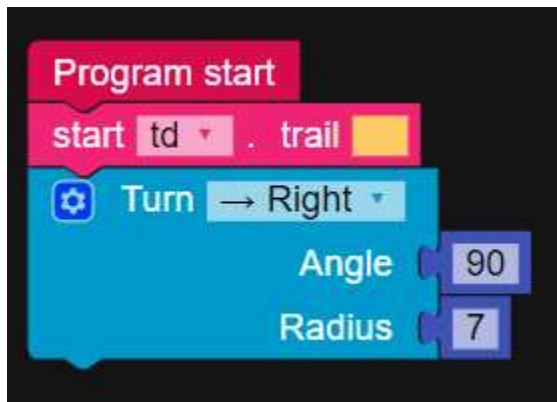 Program start
start td . trail
Turn → Right
Angle 90
Radius 7